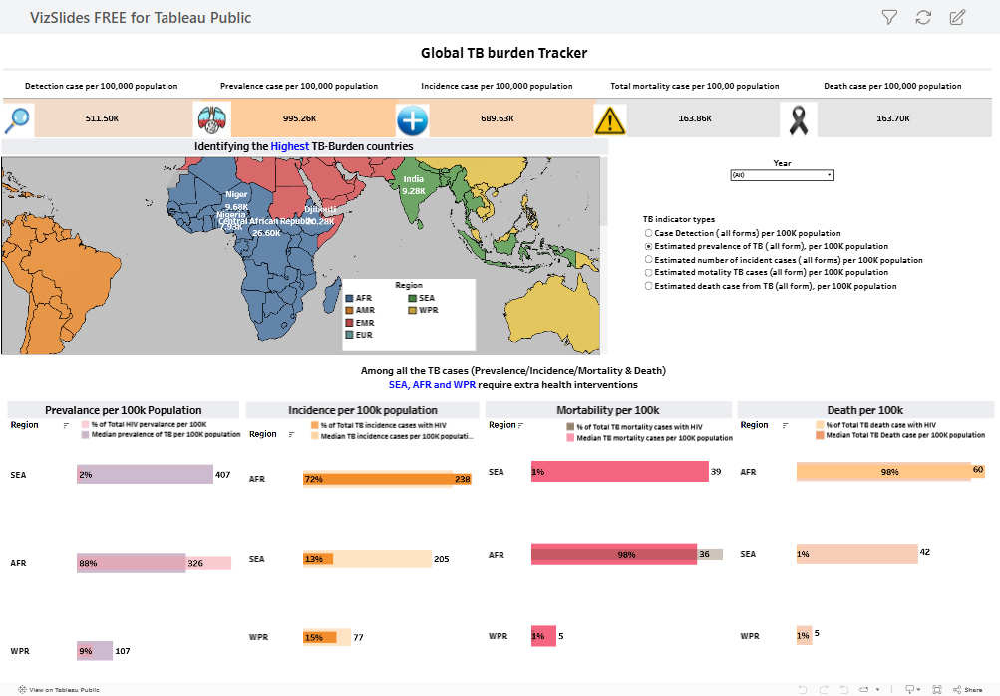 VizSlides FREE for Tableau Public
Global TB burden Tracker
Detection case per 100,000 population
Prevalence case per 100,000 population
Incidence case per 100,000 population
Total mortality case per 100,00 population
Death case per 100,000 population
511.50K
995.26K
689.63K
163.86K
163.70K
Identifying the Highest TB-Burden countries
Year
(All)
India
9.28K
Niger
9.68K
Nigeria
7.93K
Djibouti
20.28K
Central African Republic
26.60K
TB indicator types
Case Detection ( all forms) per 100K population
Estimated prevalence of TB ( all form), per 100K population
Estimated number of incident cases ( all forms) per 100K population
Estimated motality TB cases (all form) per 100K population
Estimated death case from TB (all form), per 100K population
Region
AFR
SEA
AMR
WPR
EMR
EUR
Among all the TB cases (Prevalence/Incidence/Mortality & Death)
SEA, AFR and WPR require extra health interventions
Prevalance per 100k Population
Region
% of Total HIV pervalance per 100K
Median prevalence of TB per 100K population
SEA
2%
407
AFR
88%
326
WPR
9%
107
Incidence per 100k population
Region
% of Total TB incidence cases with HIV
Median TB incidence cases per 100K populati..
AFR
72%
238
SEA
13%
205
WPR
15%
77
Mortability per 100k
Region
% of Total TB mortality cases with HIV
Median TB mortality cases per 100K population
SEA
1%
39
AFR
98%
36
WPR
1%
5
Death per 100k
Region
% of Total TB death case with HIV
Median Total TB Death case per 100K population
AFR
98%
60
SEA
1%
42
WPR
1%
5
View on Tableau Public
Share